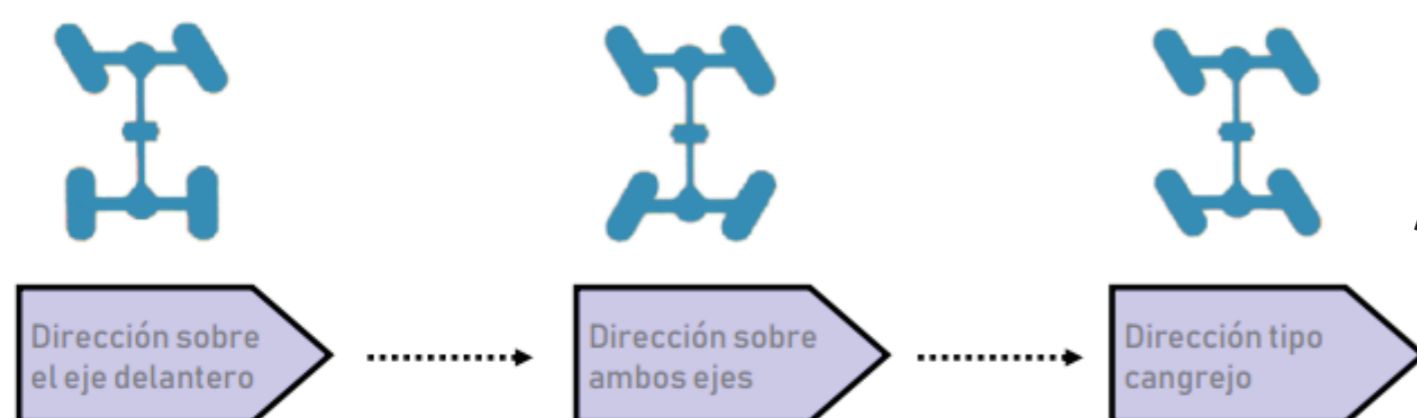 Dirección sobre
el eje delantero
Dirección sobre
ambos ejes
Dirección tipo
cangrejo